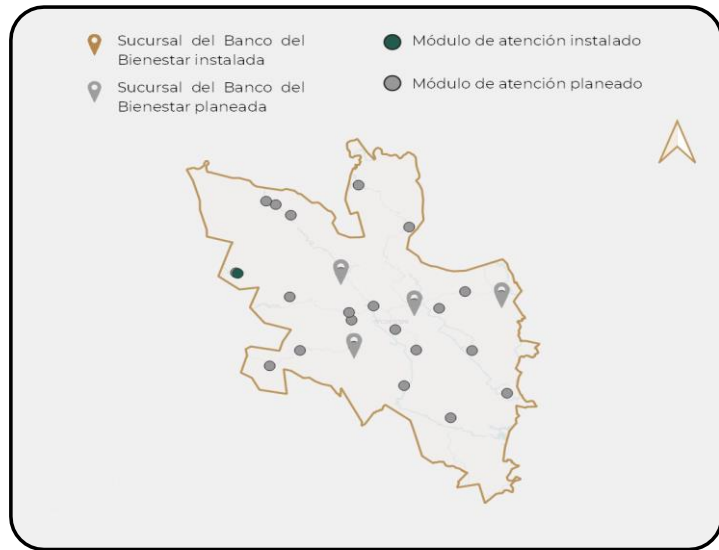 Sucursal del Banco del
Bienestar instalada
Sucursal del Banco del
Bienestar planeada
Módulo de atención instalado
Módulo de atención planeado